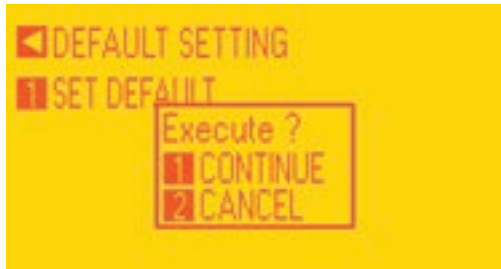 DEFAULT SETTING
1 SET DEFAULT
Execute ?
1 CONTINUE
2 CANCEL